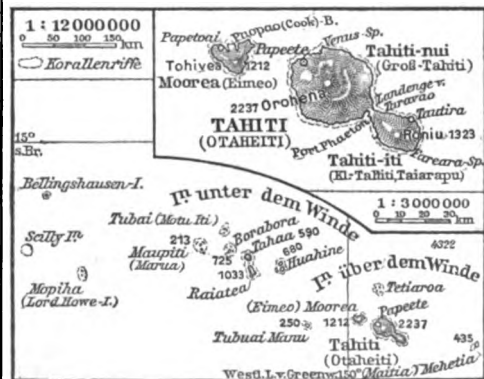 1 : 12 000 000
0 50 100 150
km
Korallenriffe
Papetoai
Puopao (Cook)-B.
Papeete
Venus-Sp.
Tohivea 1212
Moorea (Eimeo)
Tahiti-nui
(Groß-Tahiti)
2237 Orohena
Landenge v.
Taravao
TAHITI
(OTAHEITI)
Tautira
Roniu 1323
Port Phaeton
Tahiti-iti
(Kl.-Tahiti, Taiarapu)
Fareara-Sp.
15°
s. Br.
1 : 3 000 000
0 10 20 30
km
Bellingshausen-I.
In unter dem Winde
4322
Tubai (Motu Iti)
Borabora
Scilly In
213
Maupiti
(Marua)
725
Tahaa 590
680
Huahine
1033
Raiatea
In über dem Winde
Mopiha
(Lord Howe-I.)
Tetiaroa
(Eimeo) Moorea
Papeete
250
1212
2237
Tubuai Manu
Tahiti
(Otaheiti)
435
Westl. L. v. Greenw. 150°
(Maitia) Mehetia